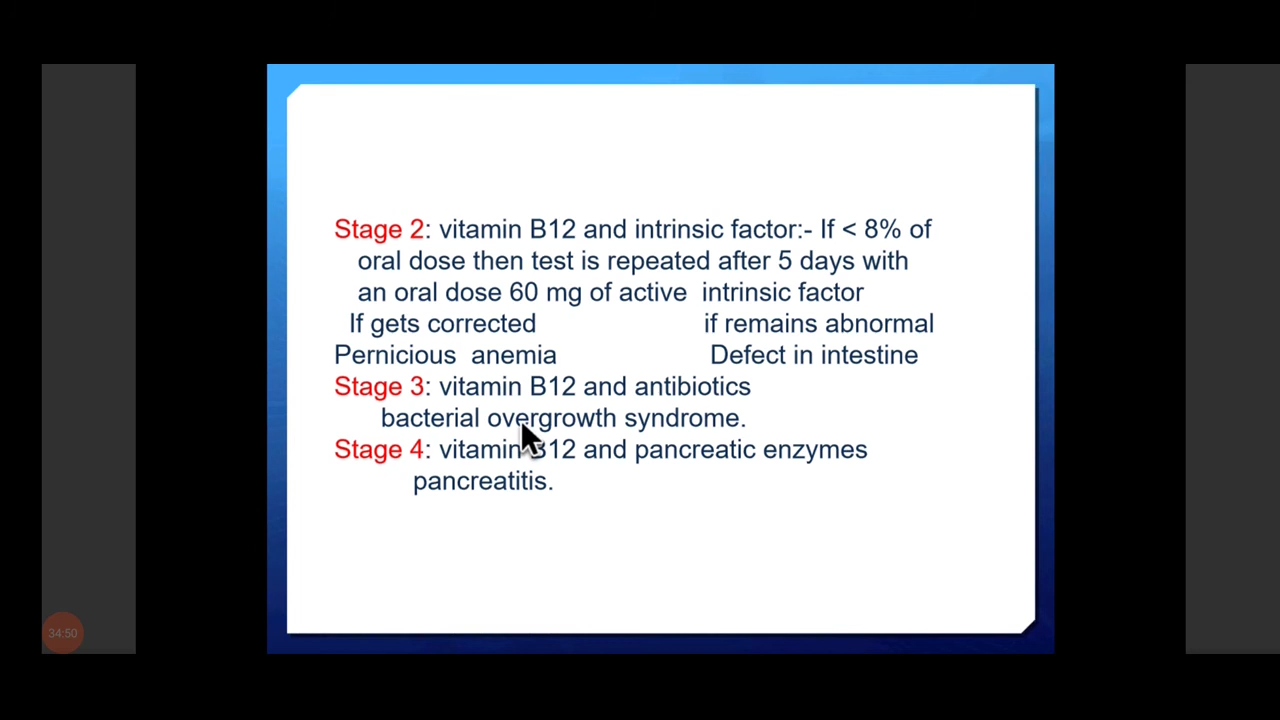 Stage 2: vitamin B12 and intrinsic factor:- If < 8% of
oral dose then test is repeated after 5 days with
an oral dose 60 mg of active intrinsic factor
If gets corrected if remains abnormal
Pernicious anemia Defect in intestine
Stage 3: vitamin B12 and antibiotics
bacterial overgrowth syndrome.
Stage 4: vitamin B12 and pancreatic enzymes
pancreatitis.
34:50